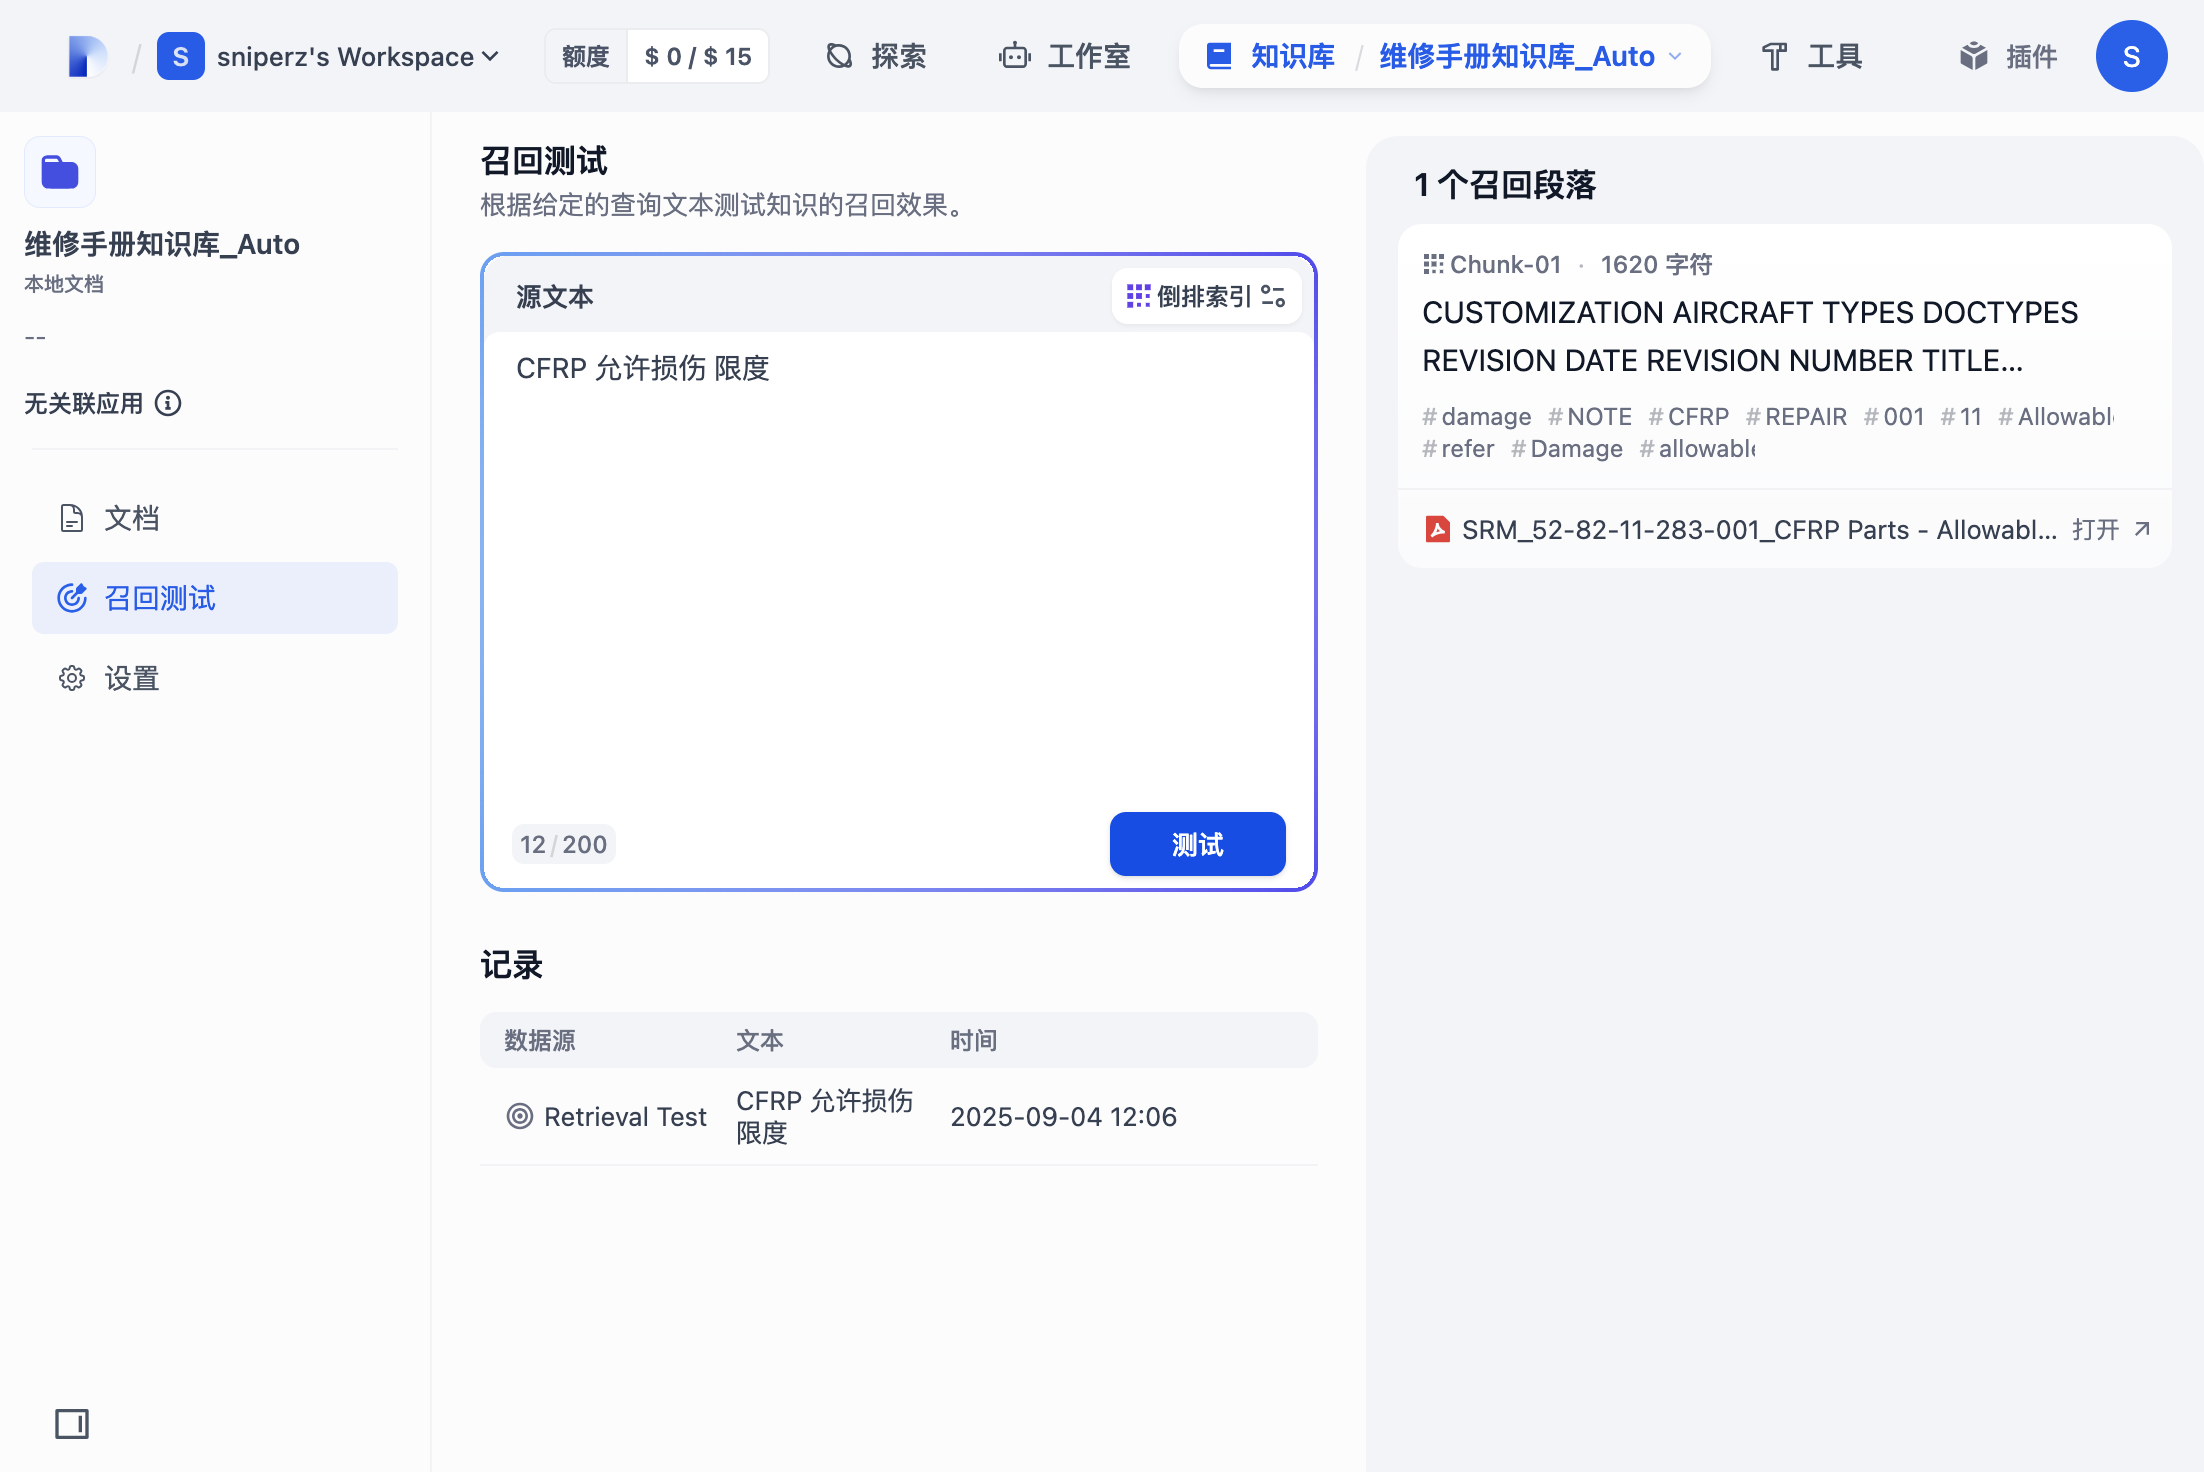 / S sniperz's Workspace
额度 $ 0 / $ 15
探索
工作室
知识库 / 维修手册知识库_Auto
工具
插件
S
维修手册知识库_Auto
本地文档
--
无关联应用
文档
召回测试
设置
召回测试
根据给定的查询文本测试知识的召回效果。
源文本
倒排索引
CFRP 允许损伤 限度
12 / 200
测试
记录
数据源 文本 时间
Retrieval Test
CFRP 允许损伤
限度
2025-09-04 12:06
1 个召回段落
Chunk-01 · 1620 字符
CUSTOMIZATION AIRCRAFT TYPES DOCTYPES
REVISION DATE REVISION NUMBER TITLE...
# damage # NOTE # CFRP # REPAIR # 001 # 11 # Allowabl
# refer # Damage # allowable
SRM_52-82-11-283-001_CFRP Parts - Allowabl... 打开